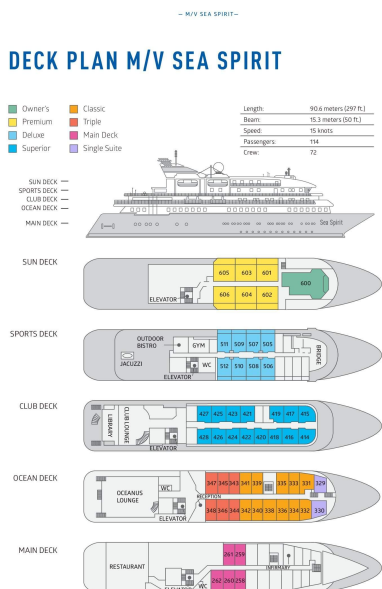 — M/V SEA SPIRIT—
DECK PLAN M/V SEA SPIRIT
Owner's
Classic
Premium
Triple
Deluxe
Main Deck
Superior
Single Suite
Length: 90.6 meters (297 ft.)
Beam: 15.3 meters (50 ft.)
Speed: 15 knots
Passengers: 114
Crew: 72
SUN DECK
SPORTS DECK
CLUB DECK
OCEAN DECK
MAIN DECK
Sea Spirit
SUN DECK
605 603 601
600
606 604 602
ELEVATOR
SPORTS DECK
OUTDOOR BISTRO
GYM
511 509 507 505
BRIDGE
JACUZZI
WC
512 510 508 506
ELEVATOR
CLUB DECK
LIBRARY
CLUB LOUNGE
427 425 423 421 419 417 415
428 426 424 422 420 418 416 414
ELEVATOR
OCEAN DECK
OCEANUS LOUNGE
WC
347 345 343 341 339 335 333 331 329
RECEPTION
348 346 344 342 340 338 336 334 332 330
ELEVATOR
MAIN DECK
RESTAURANT
261 259
INFIRMARY
262 260 258
WC
ELEVATOR